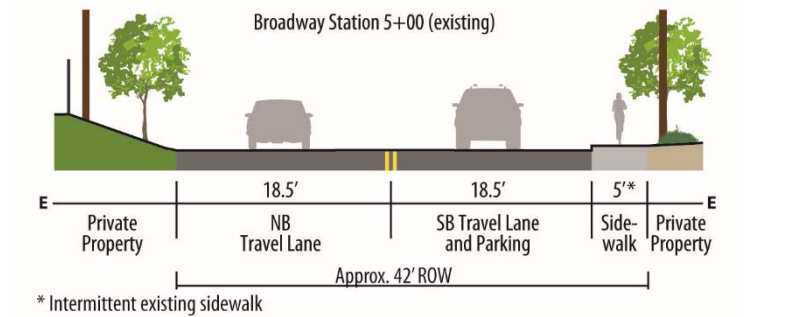 Broadway Station 5+00 (existing)
18.5'
18.5'
5'*
E
E
Private
Property
NB
Travel Lane
SB Travel Lane
and Parking
Side-
walk
Private
Property
Approx. 42' ROW
* Intermittent existing sidewalk